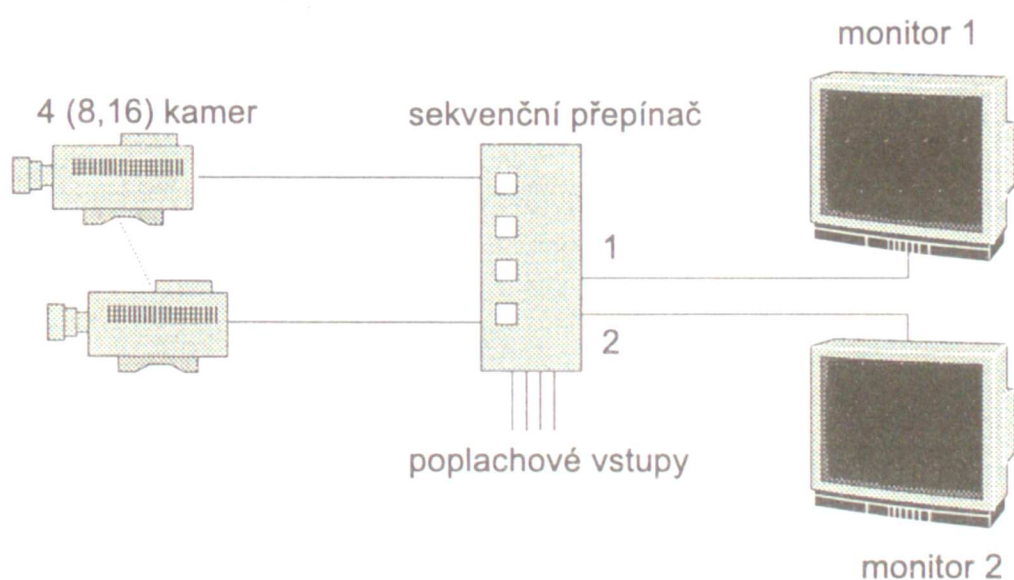 monitor 1
4 (8,16) kamer
sekvenční přepínač
1
2
poplachové vstupy
monitor 2